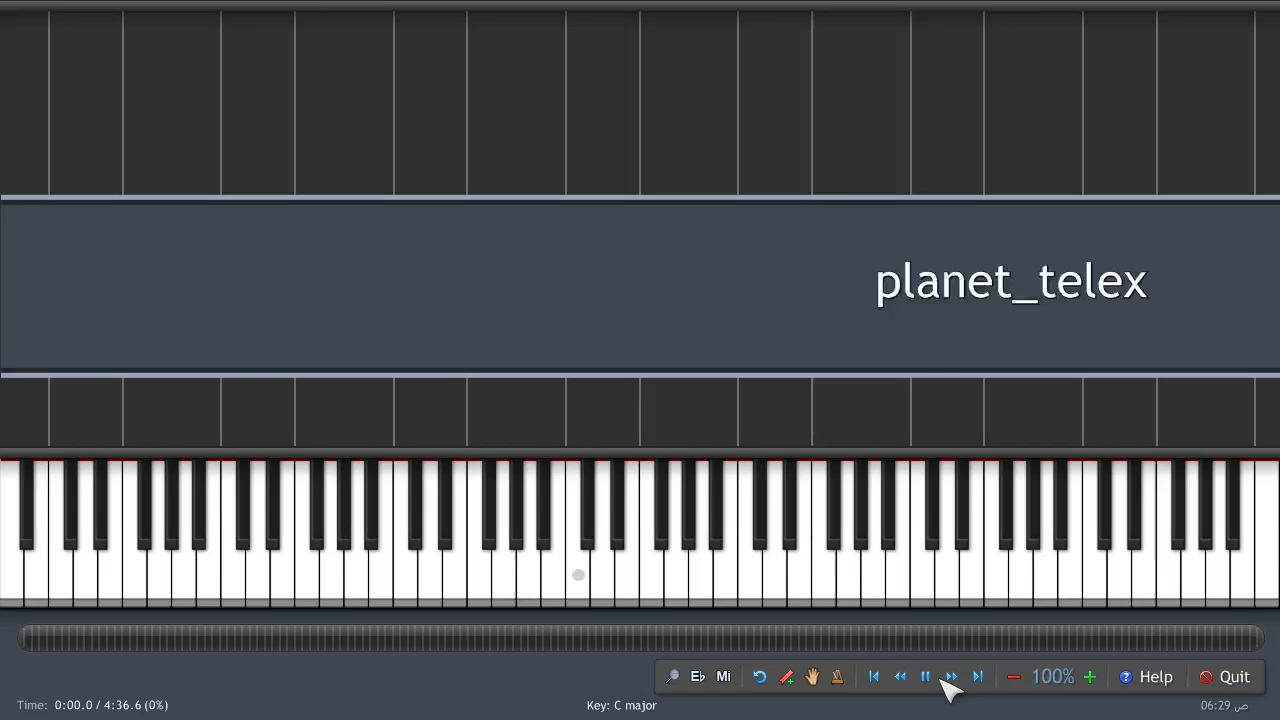 planet_telex
Eb Mi 100% Help Quit
Time: 0:00.0 / 4:36.6 (0%)
Key: C major
06:29 ص